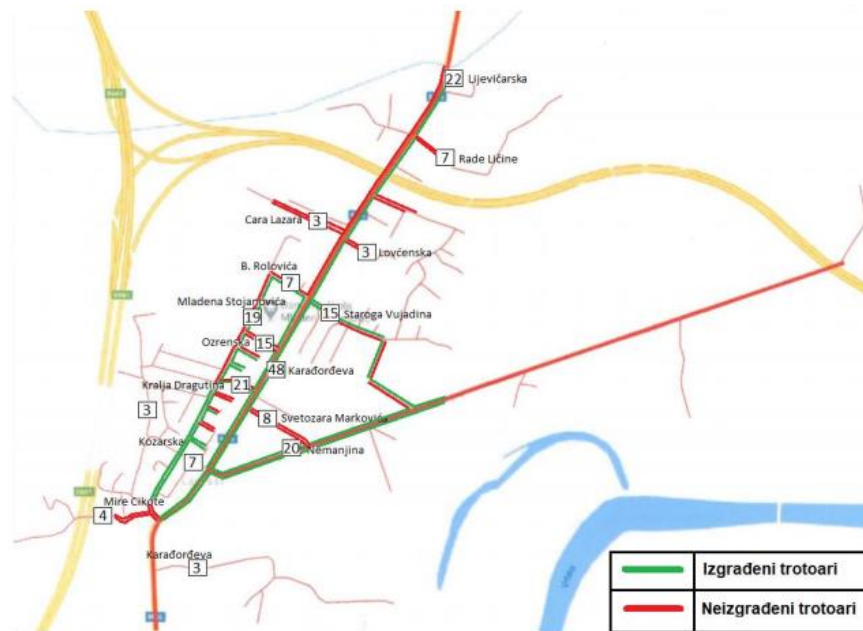 22 Lijevičarska
7 Rade Ličine
Cara Lazara 3
3 Lovćenska
B. Rolovića
7
Mladena Stojanovića
19
15 Staroga Vujadina
Ozrenska 15
48 Karađorđeva
Kralja Dragutina 21
3
8 Svetozara Markovića
Kozarska
20 Nemanjina
7
Mire Cikote
4
Karađorđeva
3
Izgrađeni trotoari
Neizgrađeni trotoari